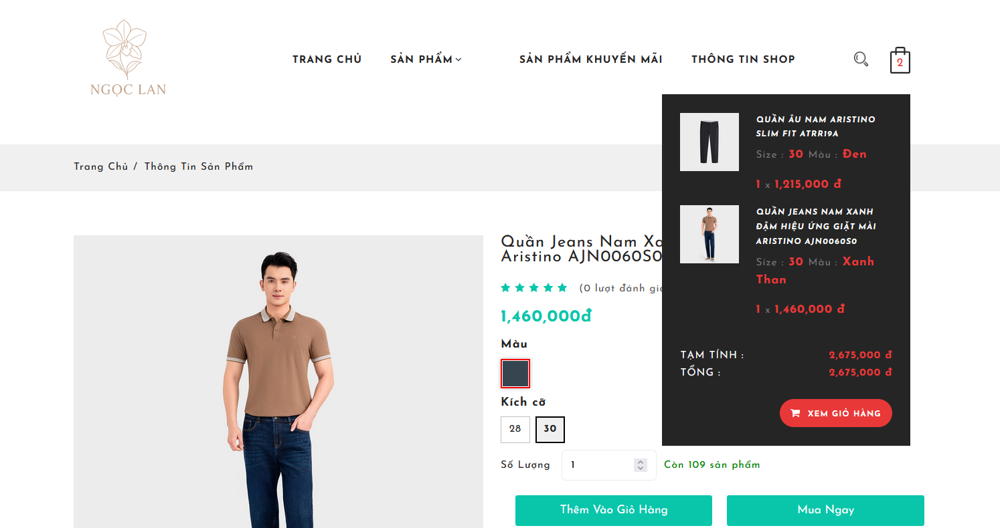 NGỌC LAN
TRANG CHỦ
SẢN PHẨM
SẢN PHẨM KHUYẾN MÃI
THÔNG TIN SHOP
2
QUẦN ÂU NAM ARISTINO
SLIM FIT ATRR19A
Size : 30 Màu : Đen
1 x 1,215,000 đ
QUẦN JEANS NAM XANH
ĐẬM HIỆU ỨNG GIẶT MÀI
ARISTINO AJN0060S0
Size : 30 Màu : Xanh
Than
1 x 1,460,000 đ
TẠM TÍNH : 2,675,000 đ
TỔNG : 2,675,000 đ
XEM GIỎ HÀNG
Trang Chủ / Thông Tin Sản Phẩm
Quần Jeans Nam
Aristino AJN0060S0
(0 lượt đánh
1,460,000đ
Màu
Kích cỡ
28 30
Số Lượng 1 Còn 109 sản phẩm
Thêm Vào Giỏ Hàng
Mua Ngay